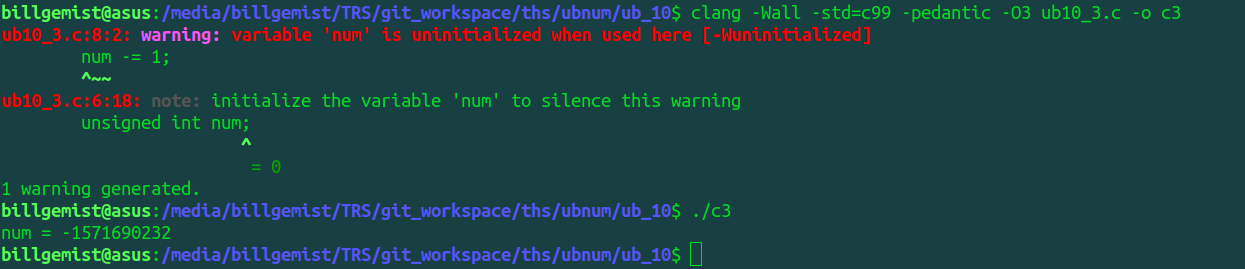 billgemist@asus:/media/billgemist/TRS/git_workspace/ths/ubnum/ub_10$ clang -Wall -std=c99 -pedantic -O3 ub10_3.c -o c3
ub10_3.c:8:2: warning: variable 'num' is uninitialized when used here [-Wuninitialized]
        num -= 1;
        ^~~
ub10_3.c:6:18: note: initialize the variable 'num' to silence this warning
        unsigned int num;
                        ^
                         = 0
1 warning generated.
billgemist@asus:/media/billgemist/TRS/git_workspace/ths/ubnum/ub_10$ ./c3
num = -1571690232
billgemist@asus:/media/billgemist/TRS/git_workspace/ths/ubnum/ub_10$